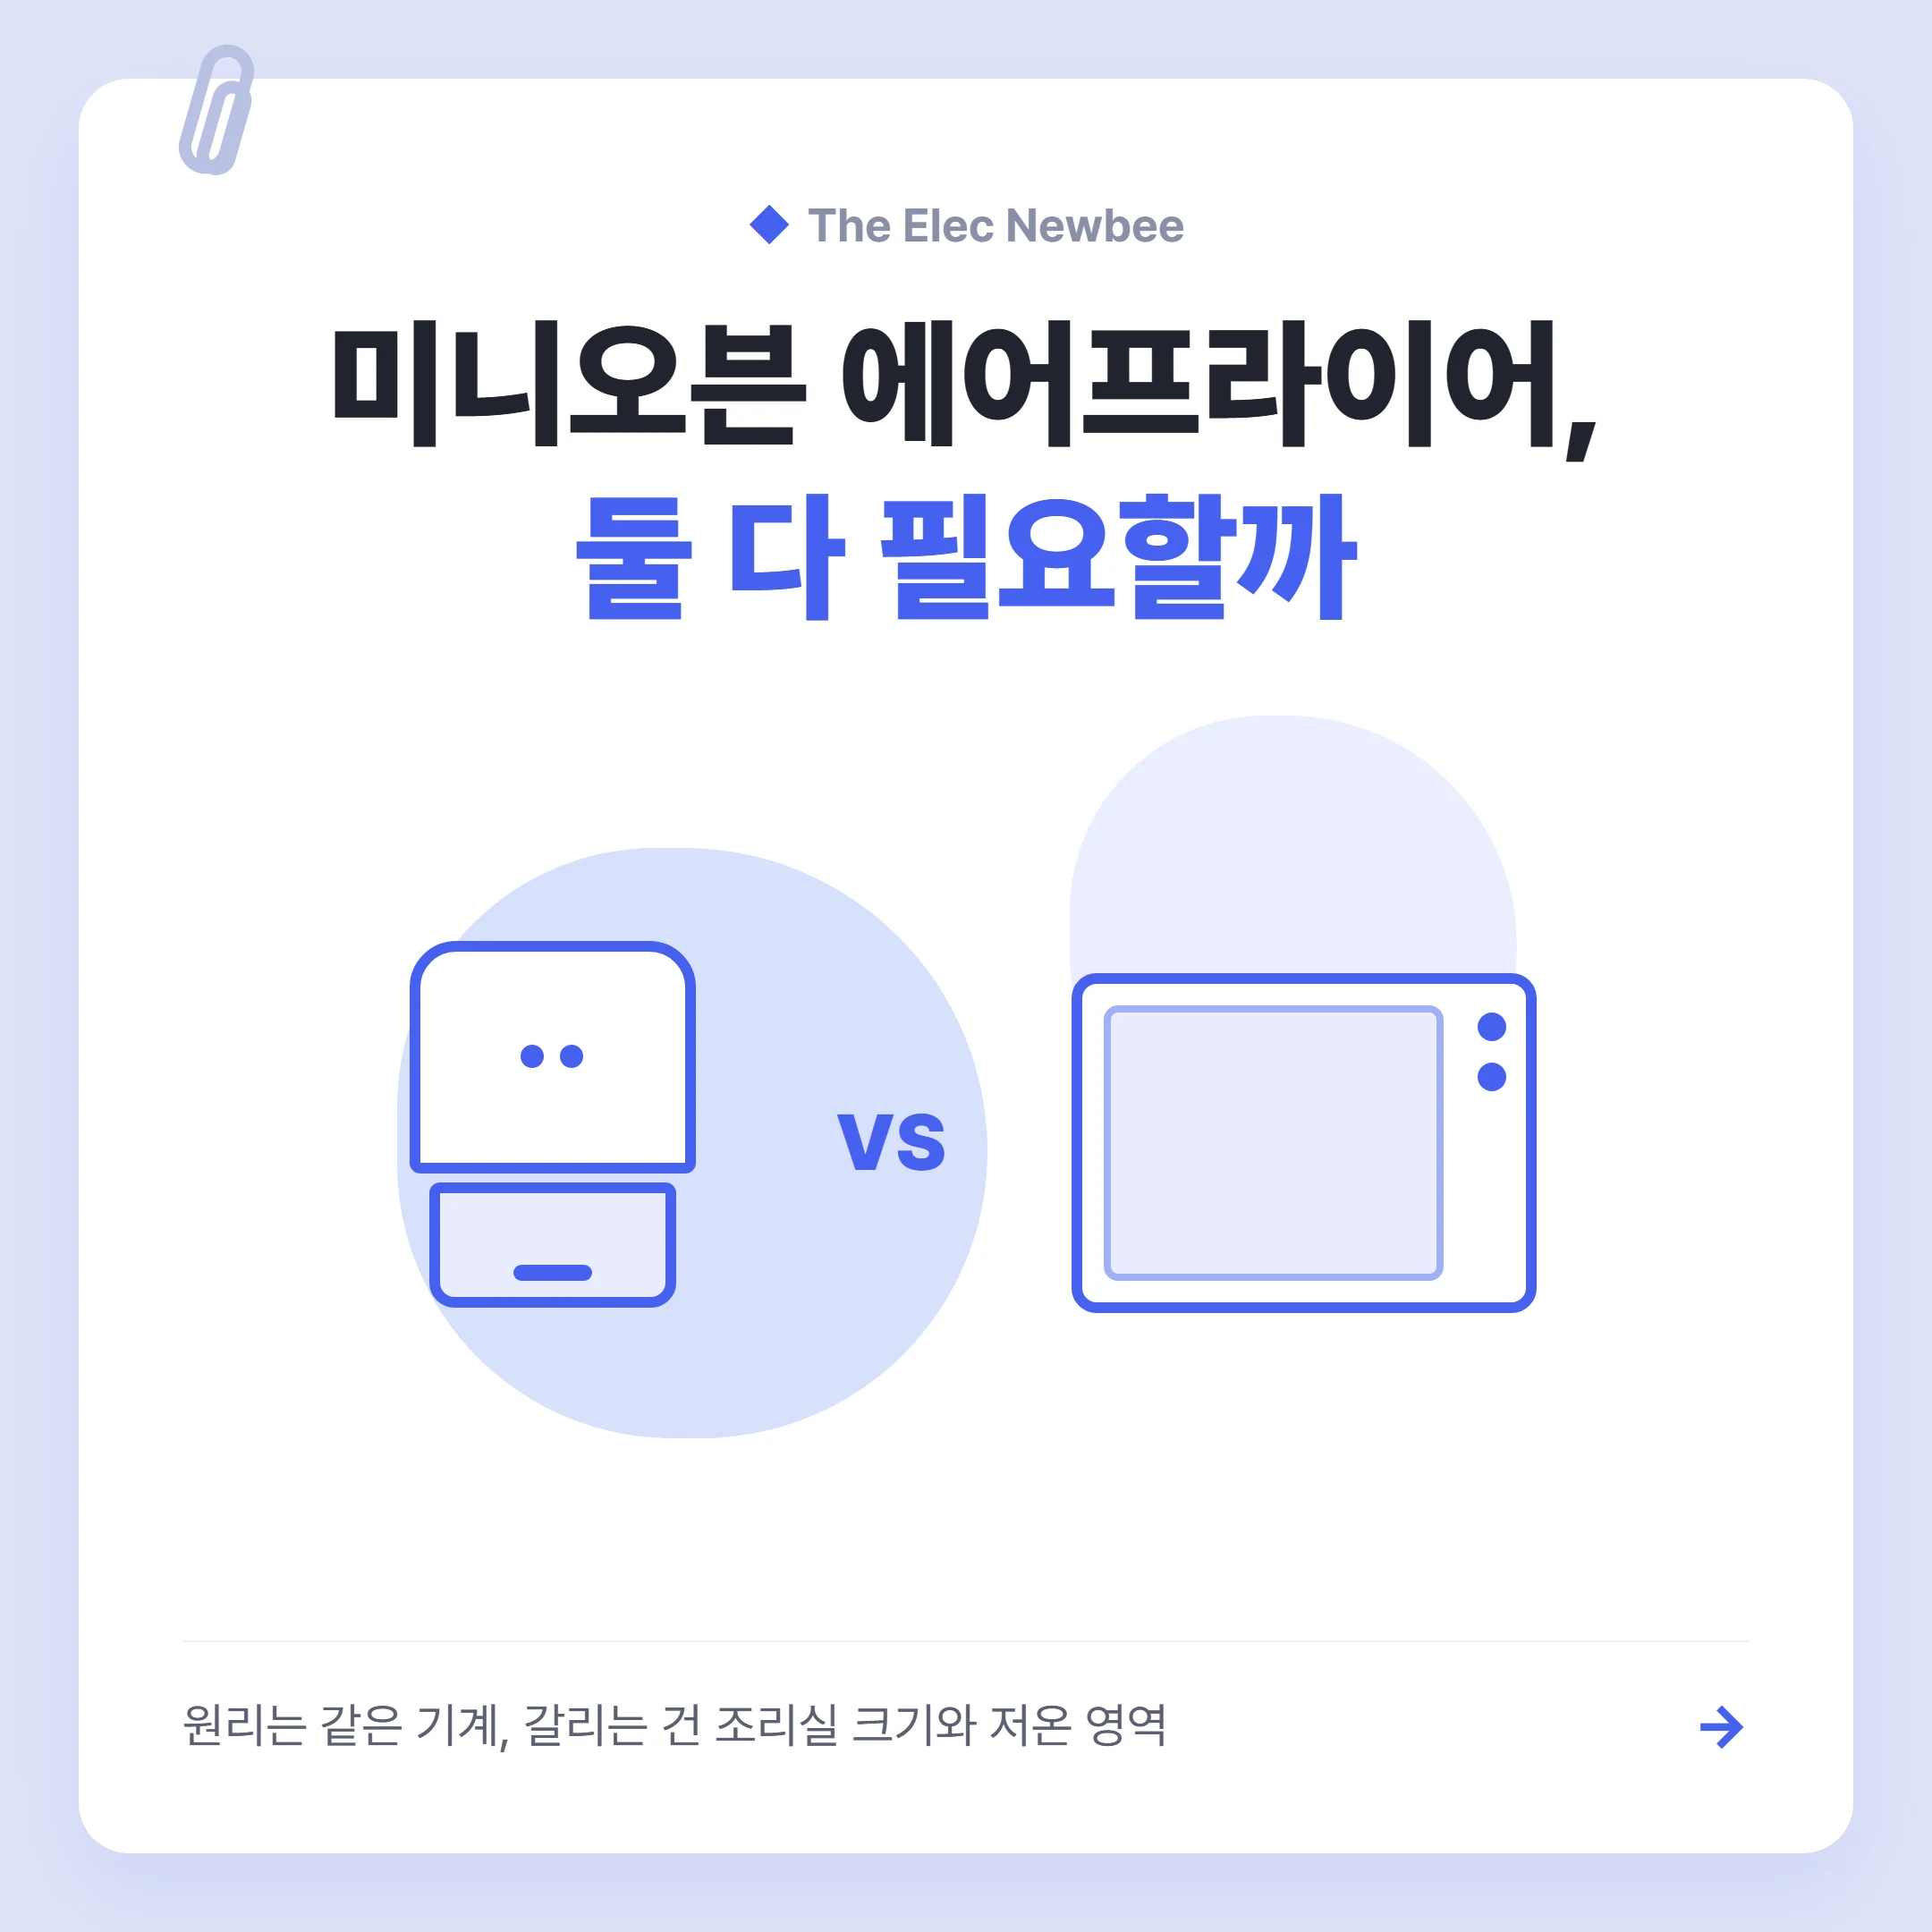 The Elec Newbee
미니오븐 에어프라이어,
둘 다 필요할까
VS
원리는 같은 기계, 갈리는 건 조리실 크기와 저온 영역